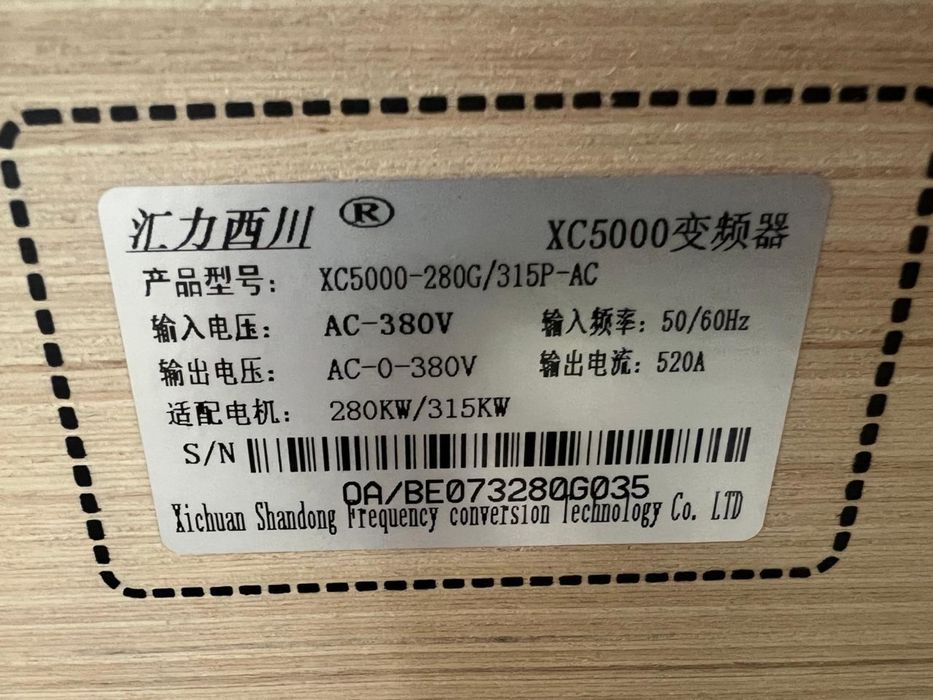 汇力西川 ® XC5000变频器
产品型号: XC5000-280G/315P-AC
输入电压: AC-380V 输入频率: 50/60Hz
输出电压: AC-0-380V 输出电流: 520A
适配电机: 280KW/315KW
S/N
QA/BE073280G035
Xichuan Shandong Frequency conversion Technology Co. LTD